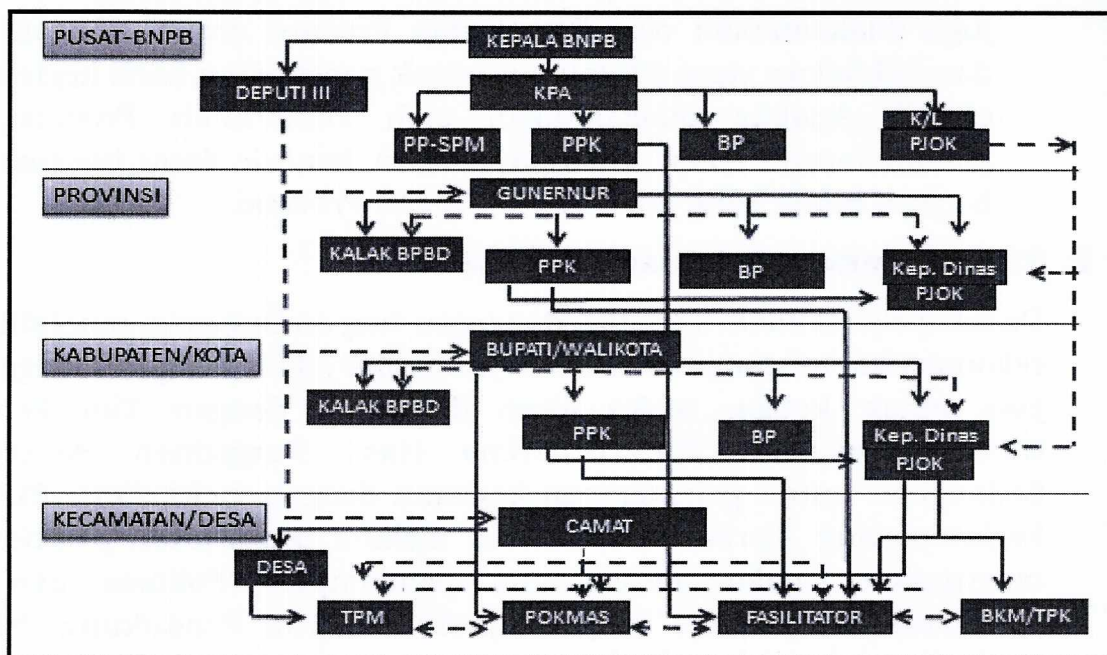 PUSAT-BNPB
KEPALA BNPB
DEPUTI III
KPA
PP-SPM
PPK
BP
K/L
PJOK
PROVINSI
GUNERNUR
KALAK BPBD
PPK
BP
Kep. Dinas
PJOK
KABUPATEN/KOTA
BUPATI/WALIKOTA
KALAK BPBD
PPK
BP
Kep. Dinas
PJOK
KECAMATAN/DESA
CAMAT
DESA
TPM
POKMAS
FASILITATOR
BKM/TPK